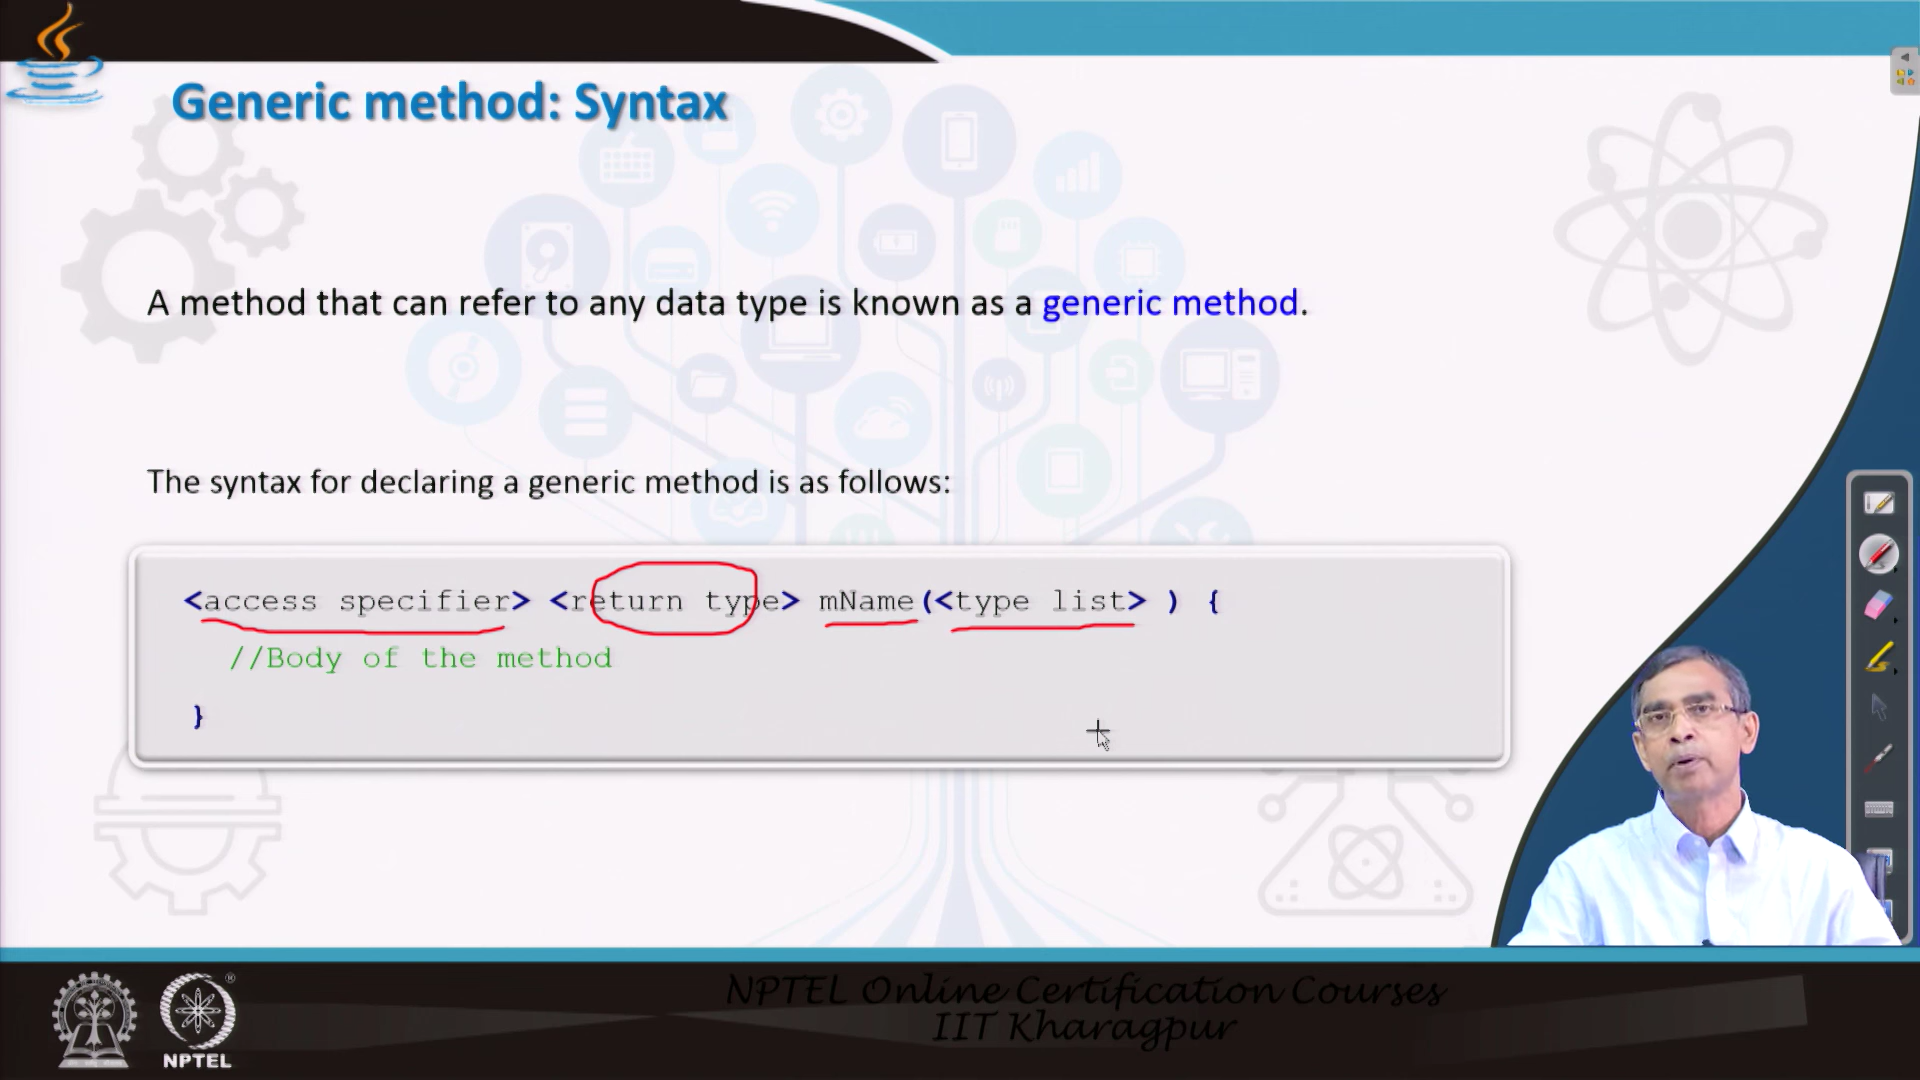 Generic method: Syntax
A method that can refer to any data type is known as a generic method.
The syntax for declaring a generic method is as follows:
<access specifier> <return type> mName(<type list> ) {
//Body of the method
}
NPTEL Online Certification Courses
IIT Kharagpur
NPTEL